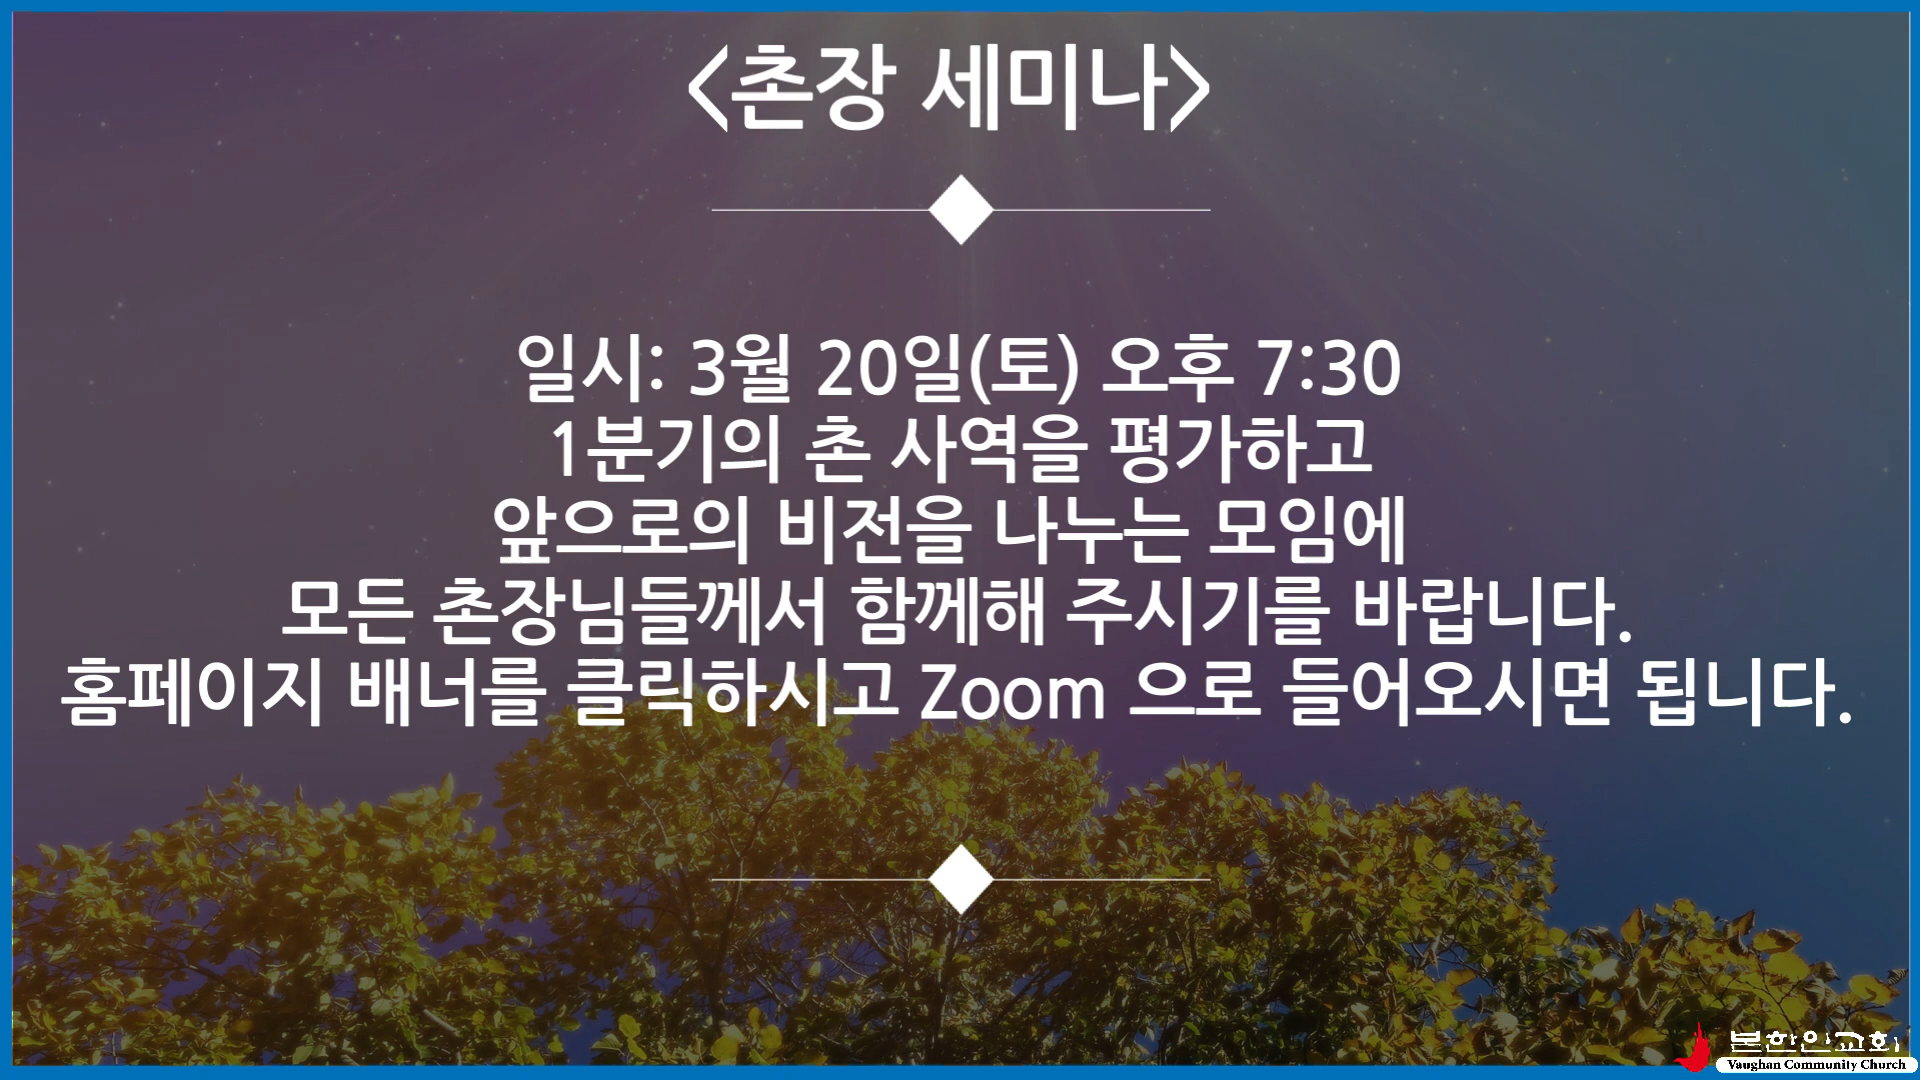 <촌장 세미나>
일시: 3월 20일(토) 오후 7:30
1분기의 촌 사역을 평가하고
앞으로의 비전을 나누는 모임에
모든 촌장님들께서 함께해 주시기를 바랍니다.
홈페이지 배너를 클릭하시고 Zoom 으로 들어오시면 됩니다.
본한인교회
Vaughan Community Church